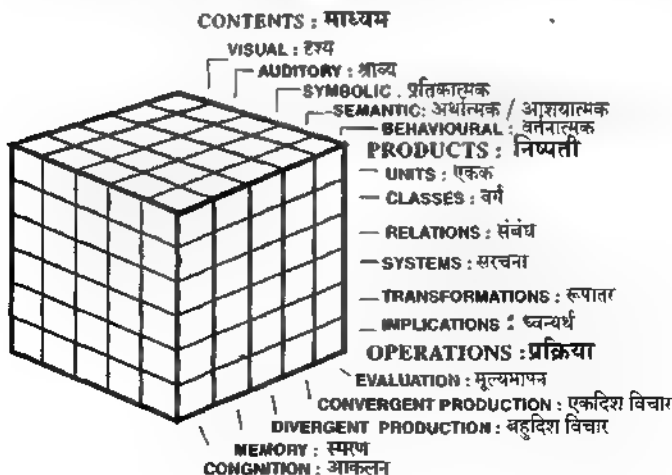 CONTENTS : माध्यम
VISUAL : दृश्य
AUDITORY : श्राव्य
SYMBOLIC . प्रतिकात्मक
SEMANTIC: अर्थात्मक / आशयात्मक
BEHAVIOURAL : वर्तनात्मक
PRODUCTS : निष्पती
UNITS : एकक
CLASSES : वर्ग
RELATIONS : संबंध
SYSTEMS : सरचना
TRANSFORMATIONS : रूपातर
IMPLICATIONS : ध्वन्यर्थ
OPERATIONS : प्रक्रिया
EVALUATION : मूल्यमापन
CONVERGENT PRODUCTION : एकदिश विचार
DIVERGENT PRODUCTION : बहुदिश विचार
MEMORY : स्मरण
CONGNITION : आकलन